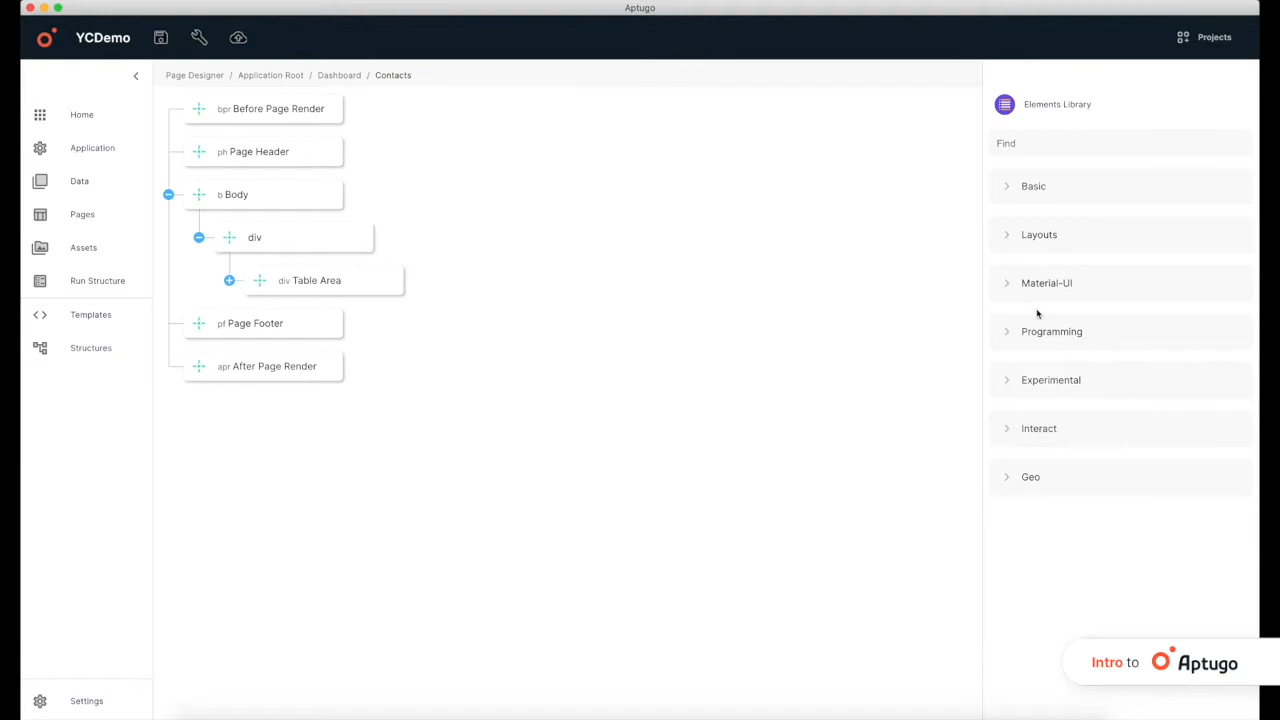 Aptugo
YCDemo
Projects
Page Designer / Application Root / Dashboard / Contacts
Home
Application
Data
Pages
Assets
Run Structure
Templates
Structures
Settings
bpr Before Page Render
ph Page Header
b Body
div
div Table Area
pf Page Footer
apr After Page Render
Elements Library
Find
Basic
Layouts
Material-UI
Programming
Experimental
Interact
Geo
Intro to Aptugo